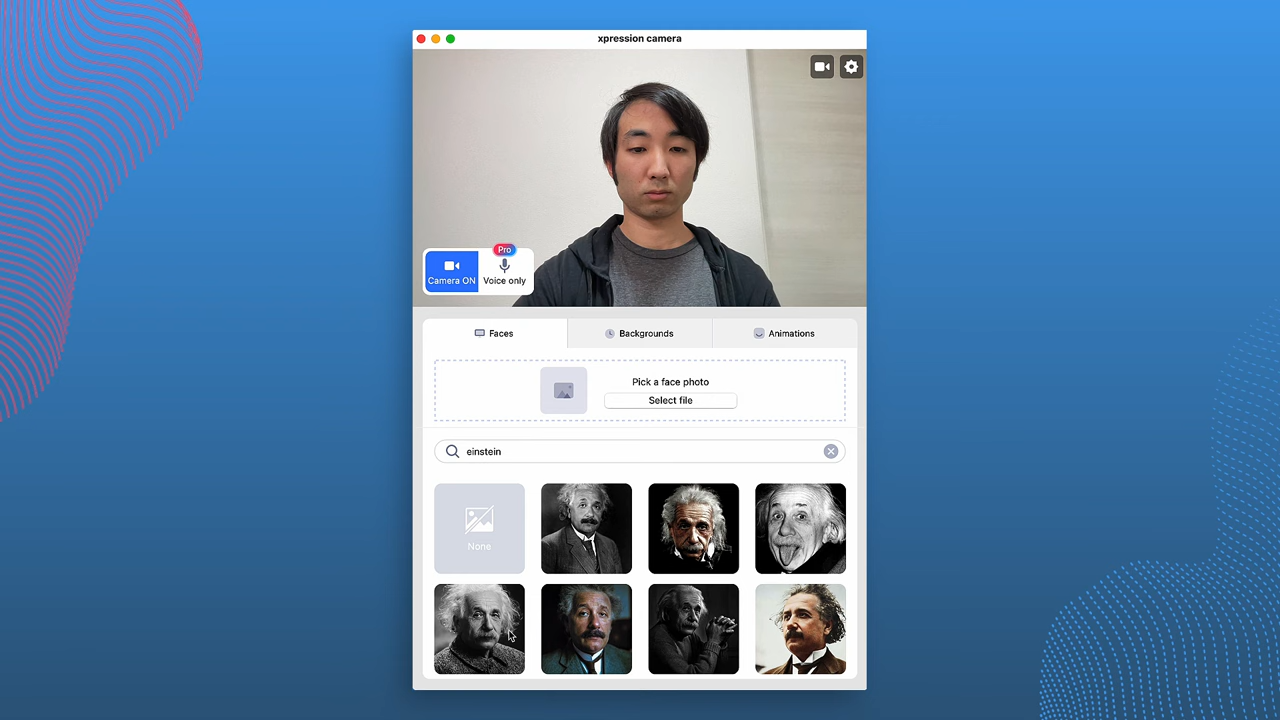 xpression camera
Pro
Camera ON
Voice only
Faces
Backgrounds
Animations
Pick a face photo
Select file
einstein
None